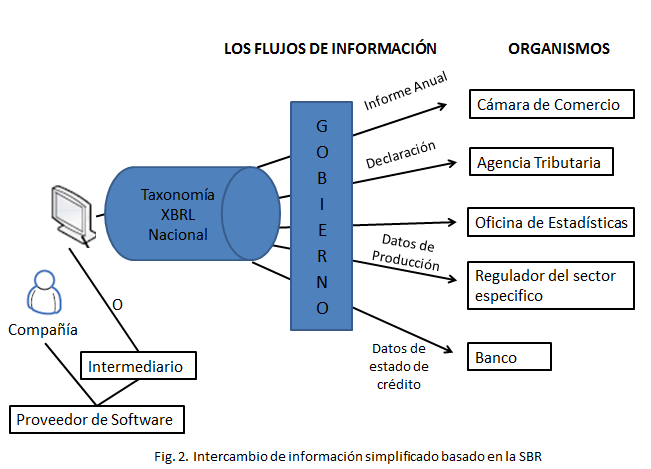 LOS FLUJOS DE INFORMACIÓN
ORGANISMOS
Informe Anual
Cámara de Comercio
GOBIERNO
Declaración
Agencia Tributaria
Taxonomía
XBRL
Nacional
Oficina de Estadísticas
Datos de
Producción
Regulador del sector
especifico
O
Compañía
Intermediario
Datos de
estado de
crédito
Banco
Proveedor de Software
Fig. 2. Intercambio de información simplificado basado en la SBR